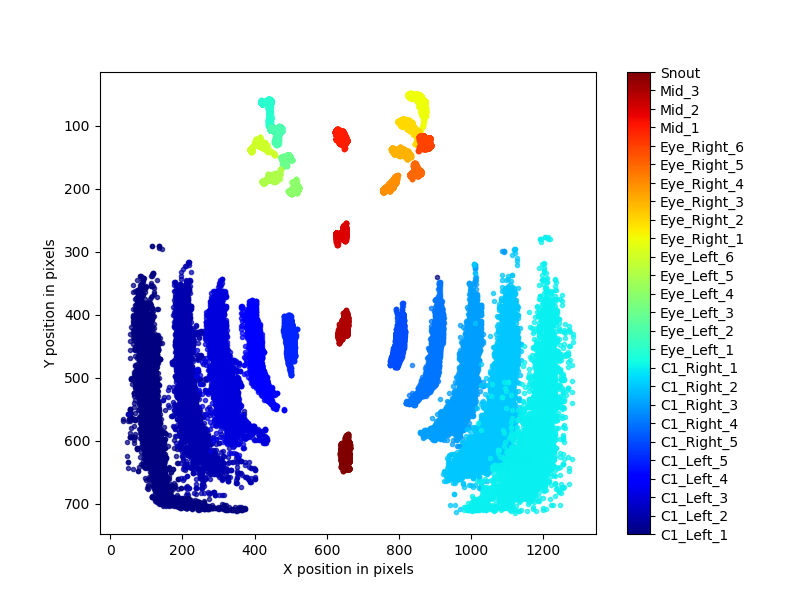 Y position in pixels
100
200
300
400
500
600
700
0
200
400
600
800
1000
1200
X position in pixels
Snout
Mid_3
Mid_2
Mid_1
Eye_Right_6
Eye_Right_5
Eye_Right_4
Eye_Right_3
Eye_Right_2
Eye_Right_1
Eye_Left_6
Eye_Left_5
Eye_Left_4
Eye_Left_3
Eye_Left_2
Eye_Left_1
C1_Right_1
C1_Right_2
C1_Right_3
C1_Right_4
C1_Right_5
C1_Left_5
C1_Left_4
C1_Left_3
C1_Left_2
C1_Left_1